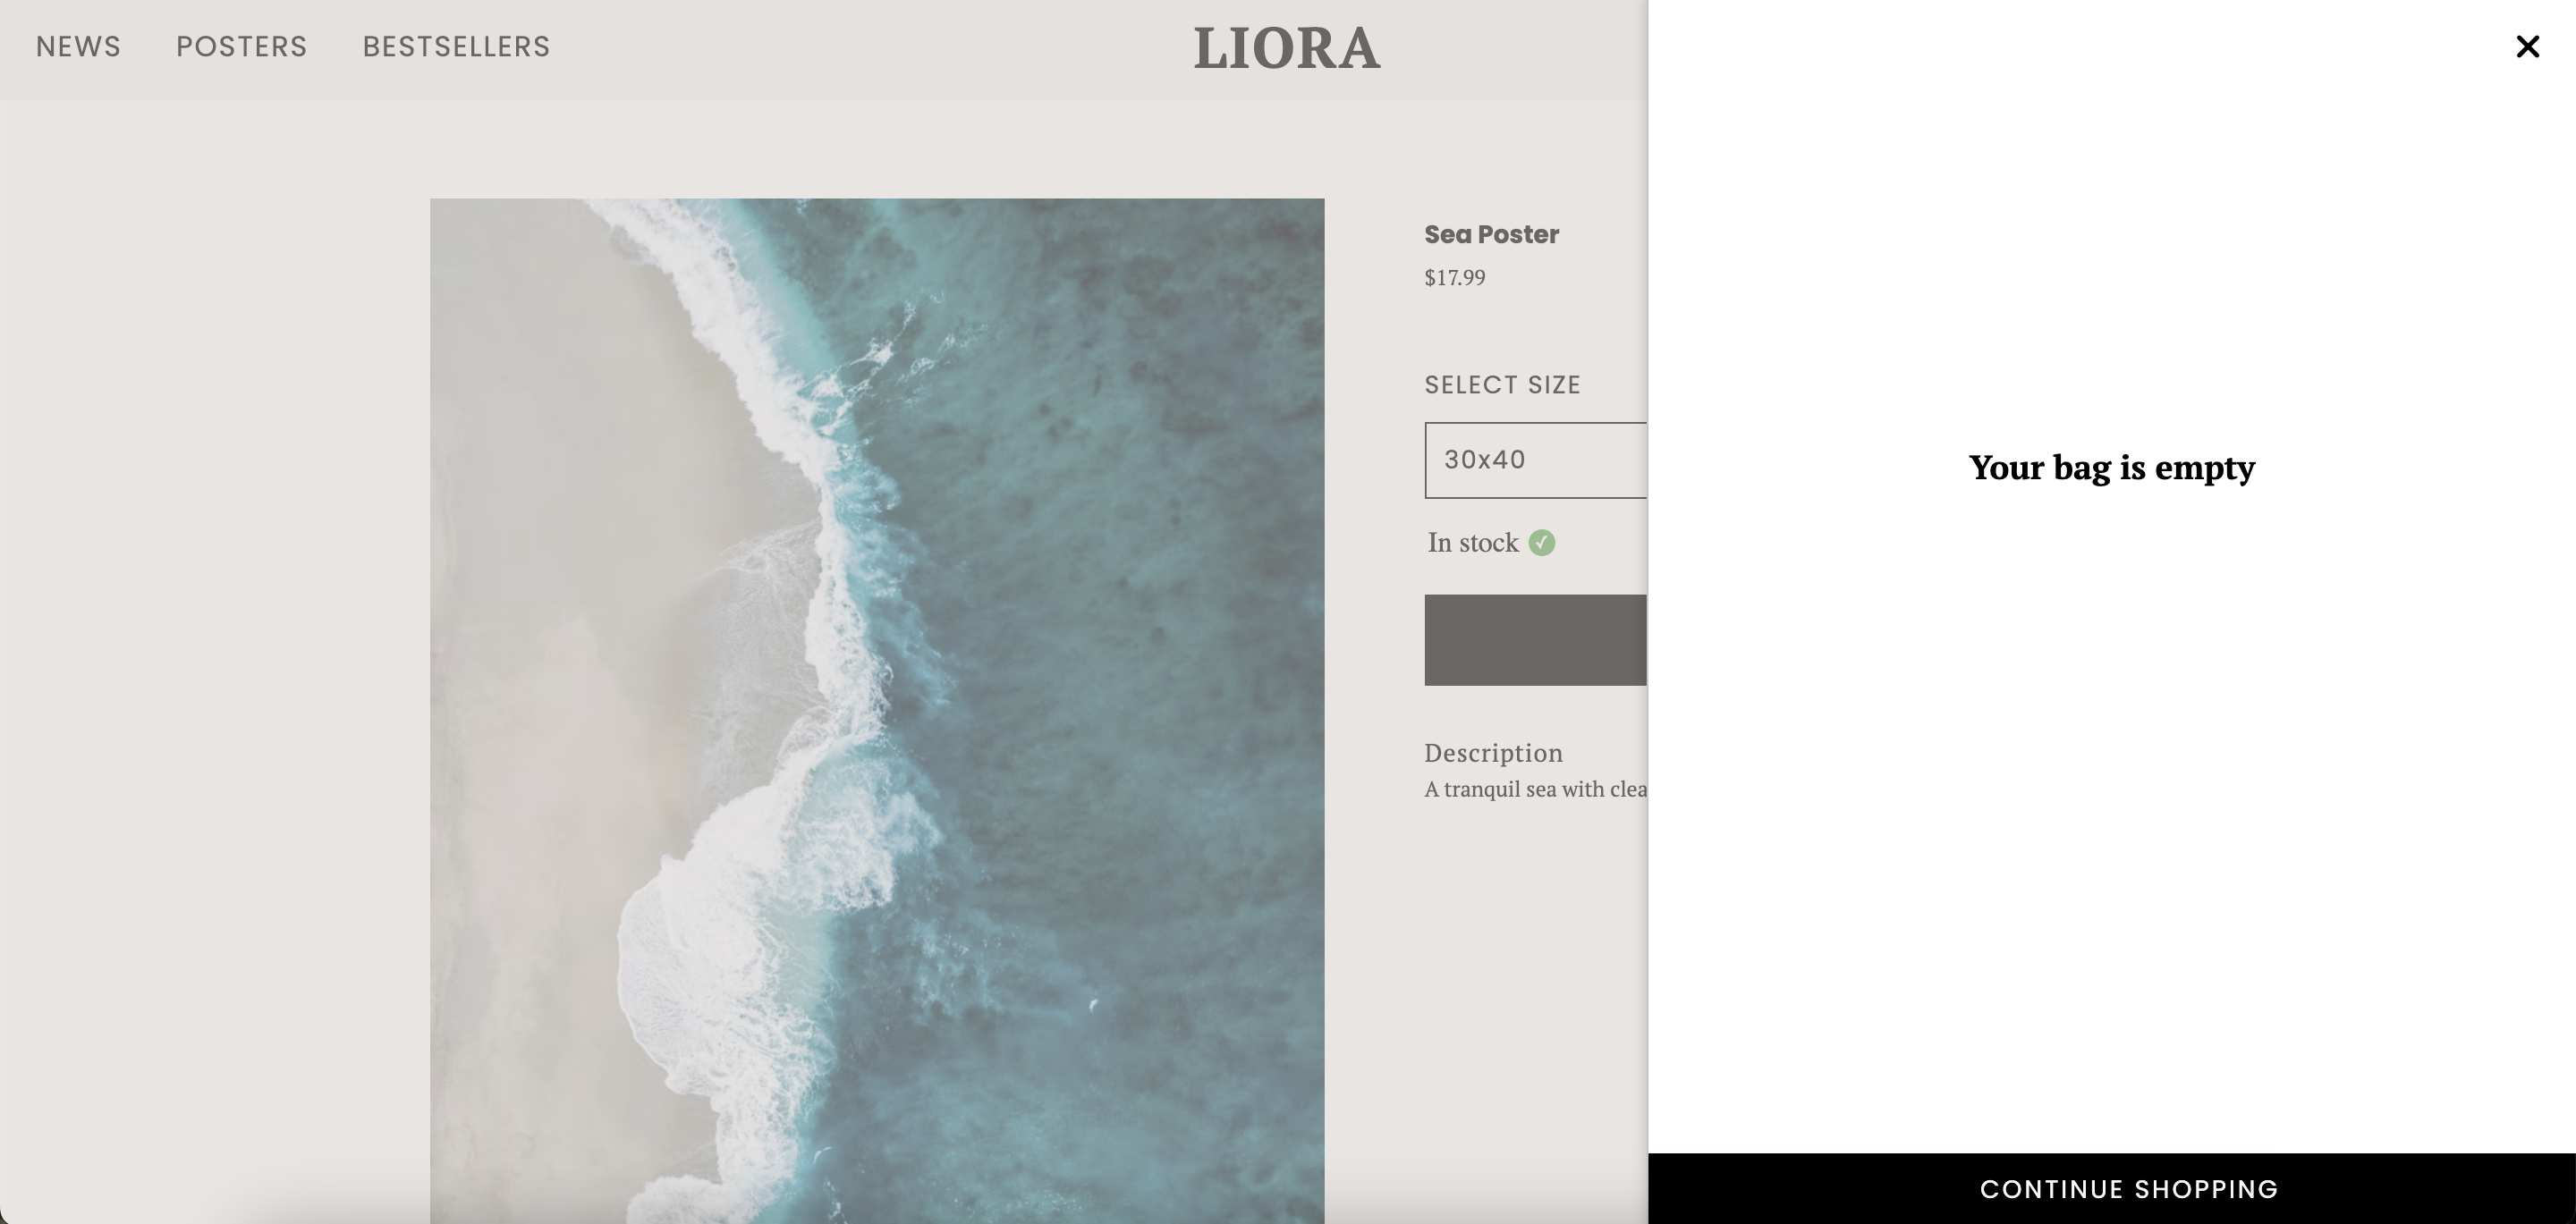 NEWS POSTERS BESTSELLERS LIORA
Sea Poster
$17.99
SELECT SIZE
30x40
In stock
Description
A tranquil sea with clea
Your bag is empty
CONTINUE SHOPPING